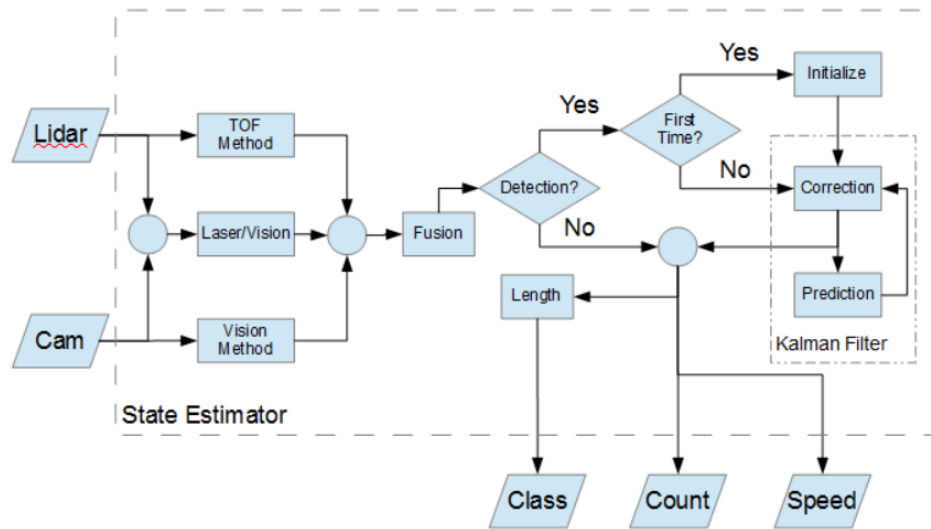 Lidar
Cam
TOF
Method
Laser/Vision
Vision
Method
Fusion
Detection?
Yes
No
First
Time?
Yes
No
Initialize
Correction
Prediction
Kalman Filter
Length
State Estimator
Class
Count
Speed